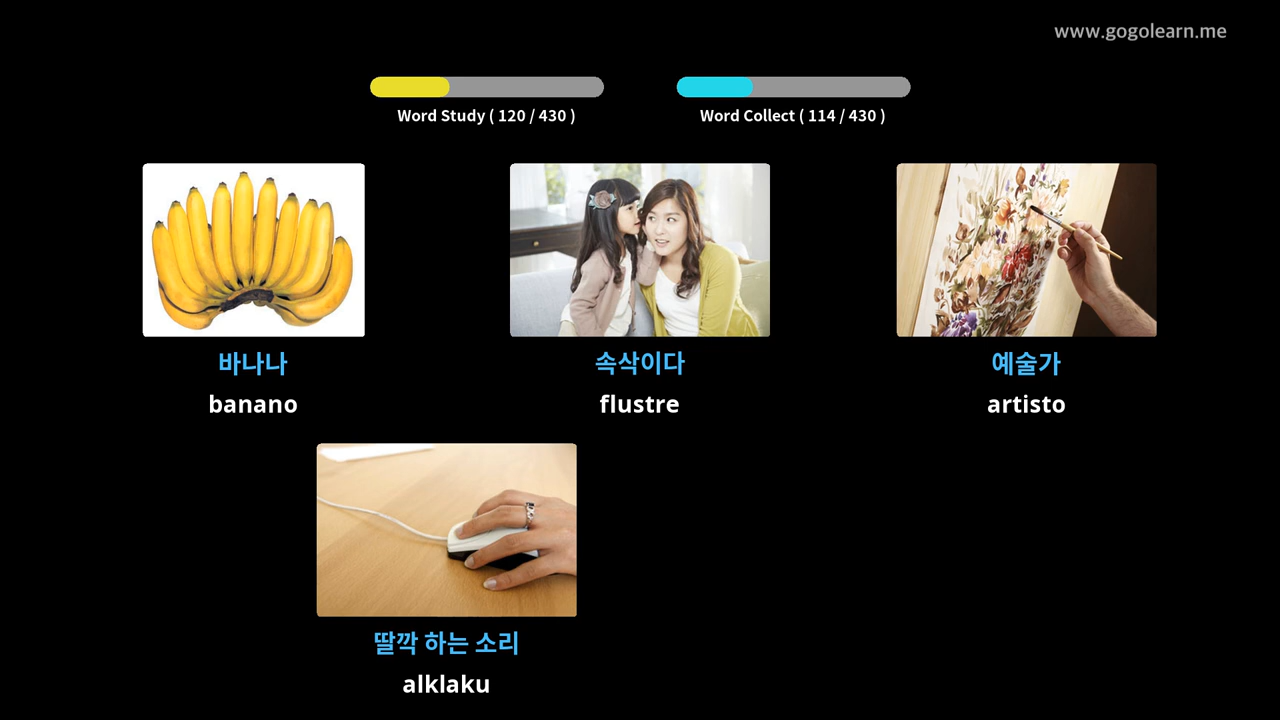 www.gogolearn.me
Word Study ( 120 / 430 )
Word Collect ( 114 / 430 )
바나나
banano
속삭이다
flustre
예술가
artisto
딸깍 하는 소리
alklaku